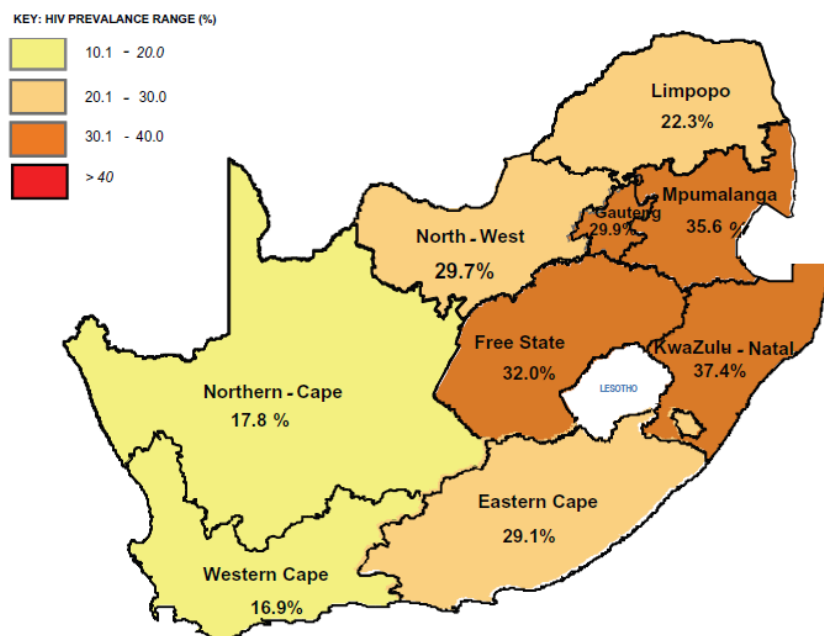 KEY: HIV PREVALANCE RANGE (%)
10.1 - 20.0
20.1 - 30.0
30.1 - 40.0
> 40
Limpopo
22.3%
Mpumalanga
35.6 %
Gauteng
29.9%
North - West
29.7%
Free State
32.0%
KwaZulu - Natal
37.4%
LESOTHO
Northern - Cape
17.8 %
Eastern Cape
29.1%
Western Cape
16.9%